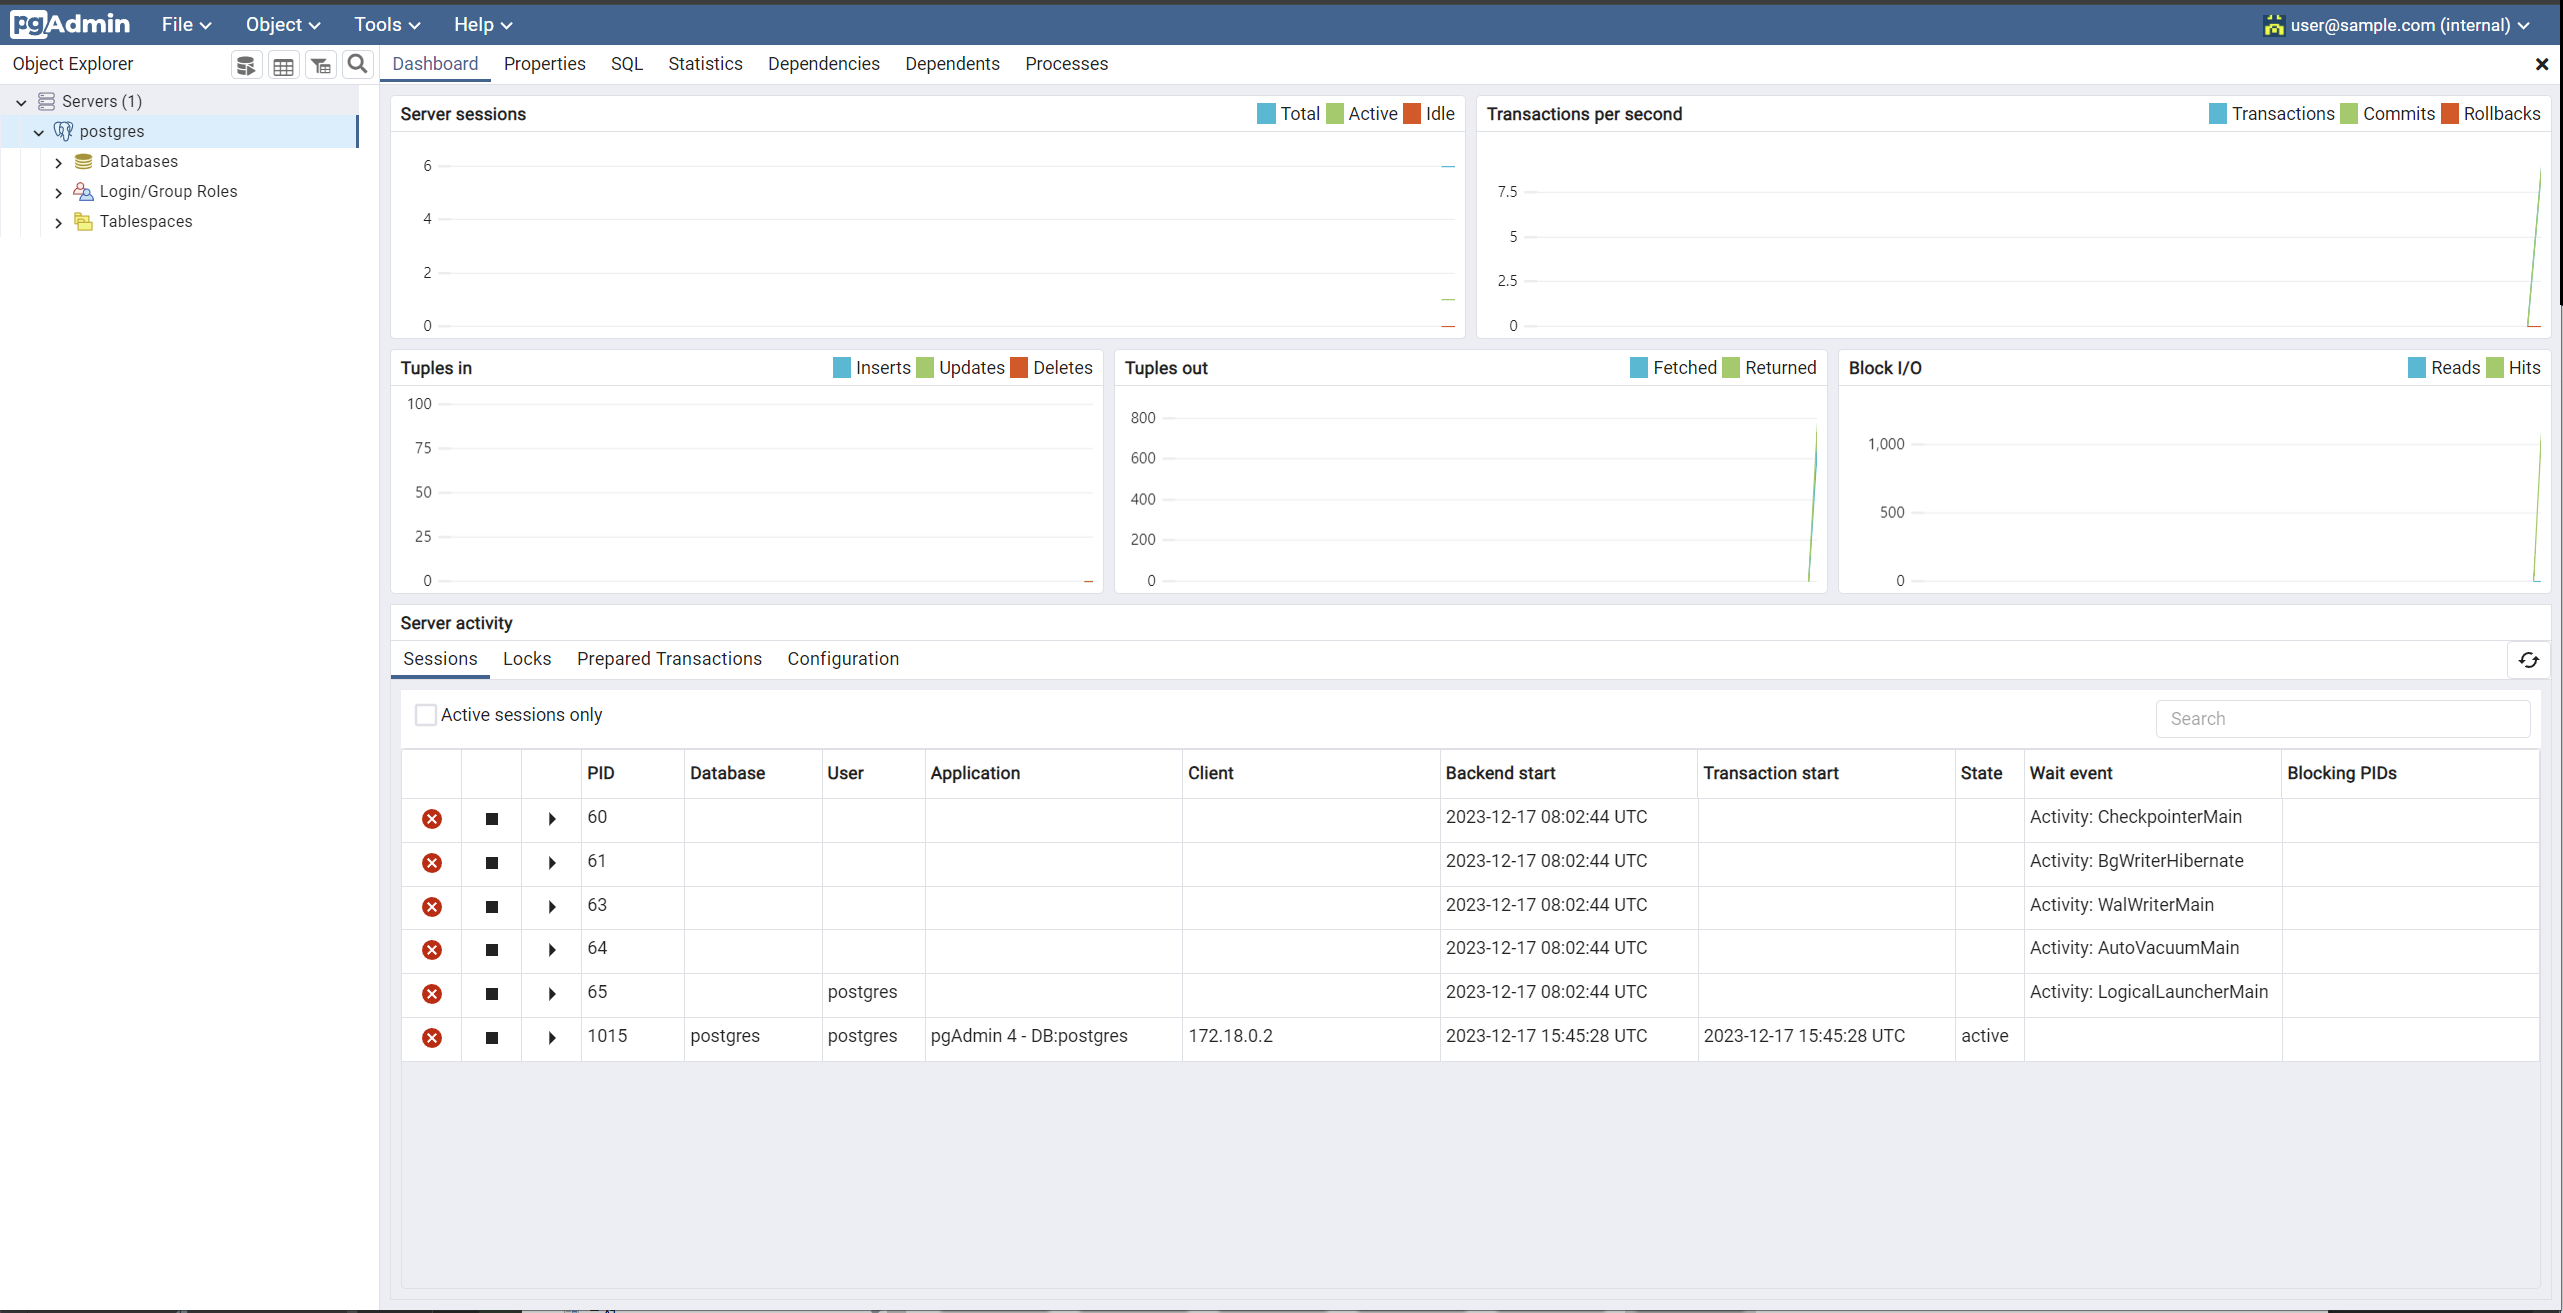 pgAdmin File Object Tools Help user@sample.com (internal)
Object Explorer
Dashboard Properties SQL Statistics Dependencies Dependents Processes
Servers (1)
postgres
Databases
Login/Group Roles
Tablespaces
Server sessions Total Active Idle
6
4
2
0
Transactions per second Transactions Commits Rollbacks
7.5
5
2.5
0
Tuples in Inserts Updates Deletes
100
75
50
25
0
Tuples out Fetched Returned
800
600
400
200
0
Block I/O Reads Hits
1,000
500
0
Server activity
Sessions Locks Prepared Transactions Configuration
Active sessions only Search
PID Database User Application Client Backend start Transaction start State Wait event Blocking PIDs
60 2023-12-17 08:02:44 UTC Activity: CheckpointerMain
61 2023-12-17 08:02:44 UTC Activity: BgWriterHibernate
63 2023-12-17 08:02:44 UTC Activity: WalWriterMain
64 2023-12-17 08:02:44 UTC Activity: AutoVacuumMain
65 postgres 2023-12-17 08:02:44 UTC Activity: LogicalLauncherMain
1015 postgres postgres pgAdmin 4 - DB:postgres 172.18.0.2 2023-12-17 15:45:28 UTC 2023-12-17 15:45:28 UTC active